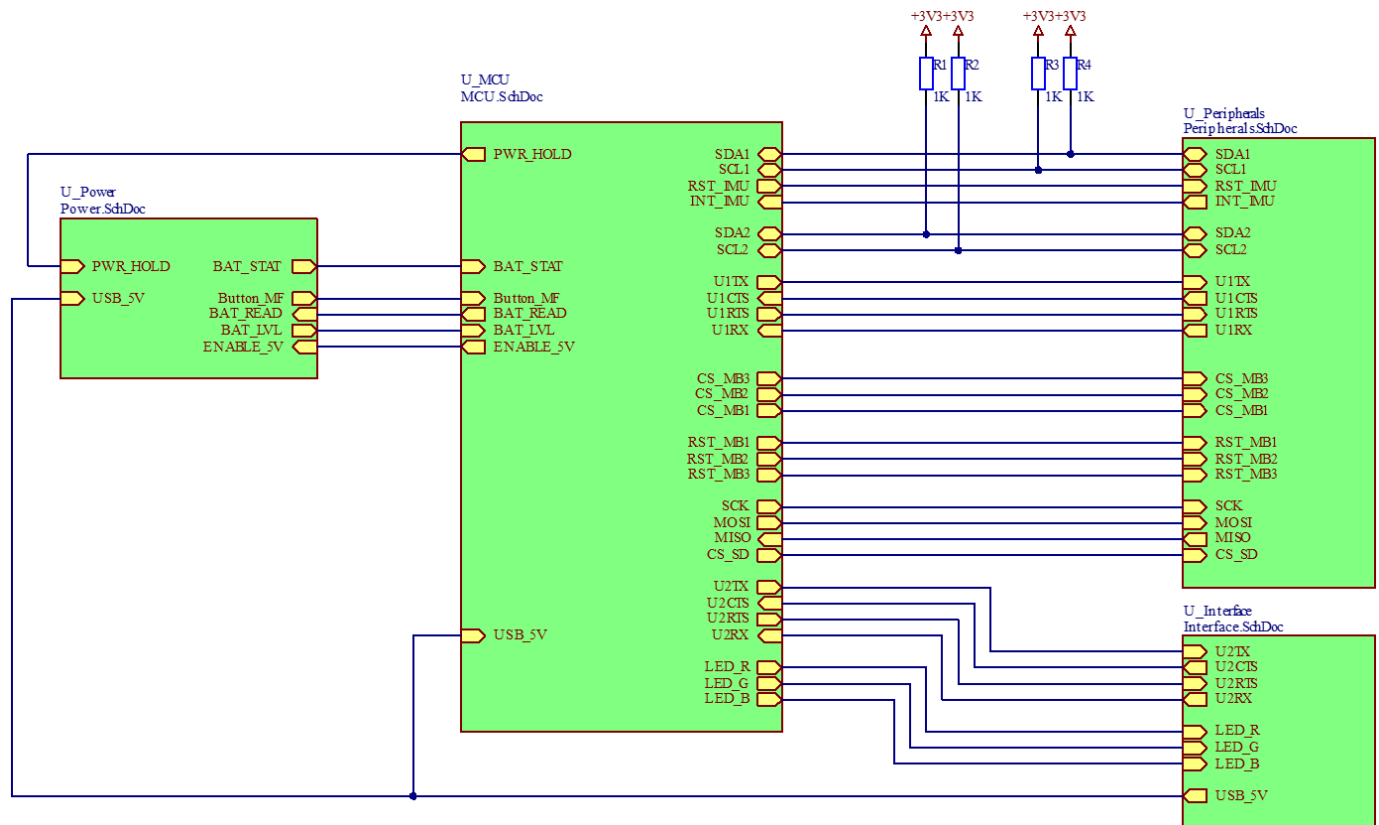 +3V3 +3V3 +3V3 +3V3
R1 R2 R3 R4
1K 1K 1K 1K
U_MCU
MCU.SchDoc
U_Peripherals
Peripherals.SchDoc
U_Power
Power.SchDoc
PWR_HOLD SDA1 SDA1
SCL1 SCL1
RST_IMU RST_IMU
INT_IMU INT_IMU
SDA2 SDA2
SCL2 SCL2
PWR_HOLD BAT_STAT BAT_STAT
U1TX U1TX
USB_5V Button_MF Button_MF U1CTS U1CTS
BAT_READ BAT_READ U1RTS U1RTS
BAT_LVL BAT_LVL U1RX U1RX
ENABLE_5V ENABLE_5V
CS_MB3 CS_MB3
CS_MB2 CS_MB2
CS_MB1 CS_MB1
RST_MB1 RST_MB1
RST_MB2 RST_MB2
RST_MB3 RST_MB3
SCK SCK
MOSI MOSI
MISO MISO
CS_SD CS_SD
U2TX
U2CTS
U2RTS
USB_5V U2RX
LED_R
LED_G
LED_B
U_Interface
Interface.SchDoc
U2TX
U2CTS
U2RTS
U2RX
LED_R
LED_G
LED_B
USB_5V